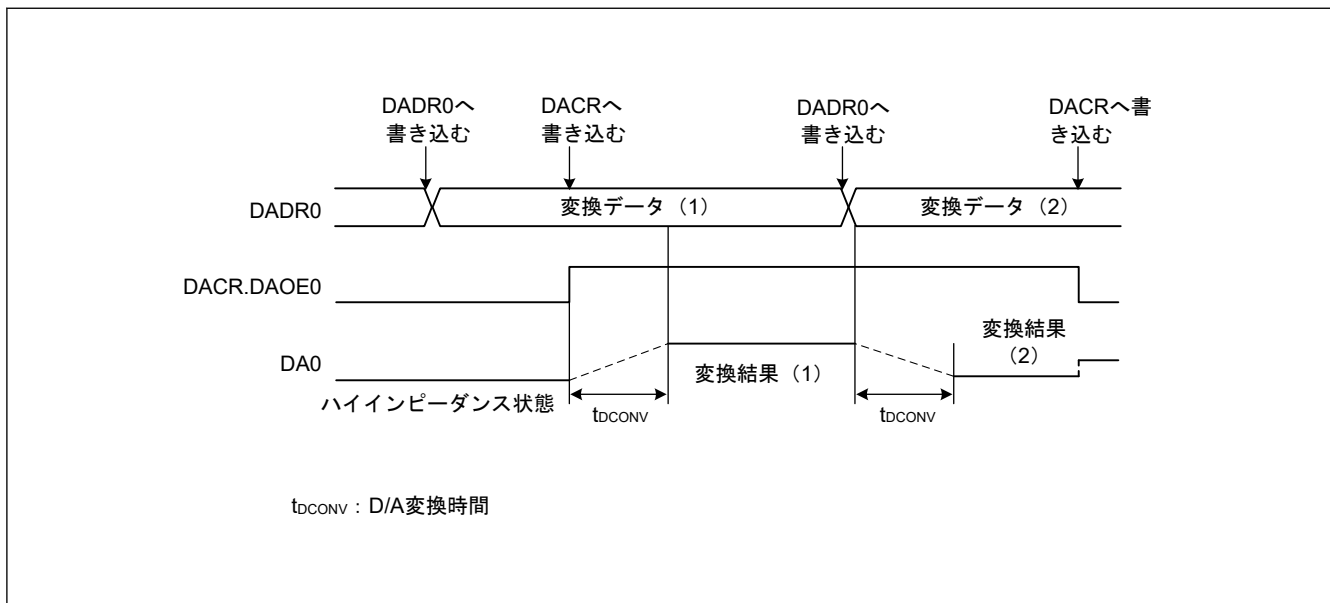 DADR0へ
書き込む
DACRへ
書き込む
DADR0へ
書き込む
DACRへ書
き込む
DADR0
変換データ（1）
変換データ（2）
DACR.DAOE0
DA0
変換結果（1）
変換結果
（2）
ハイインピーダンス状態
tDCONV
tDCONV
tDCONV：D/A変換時間